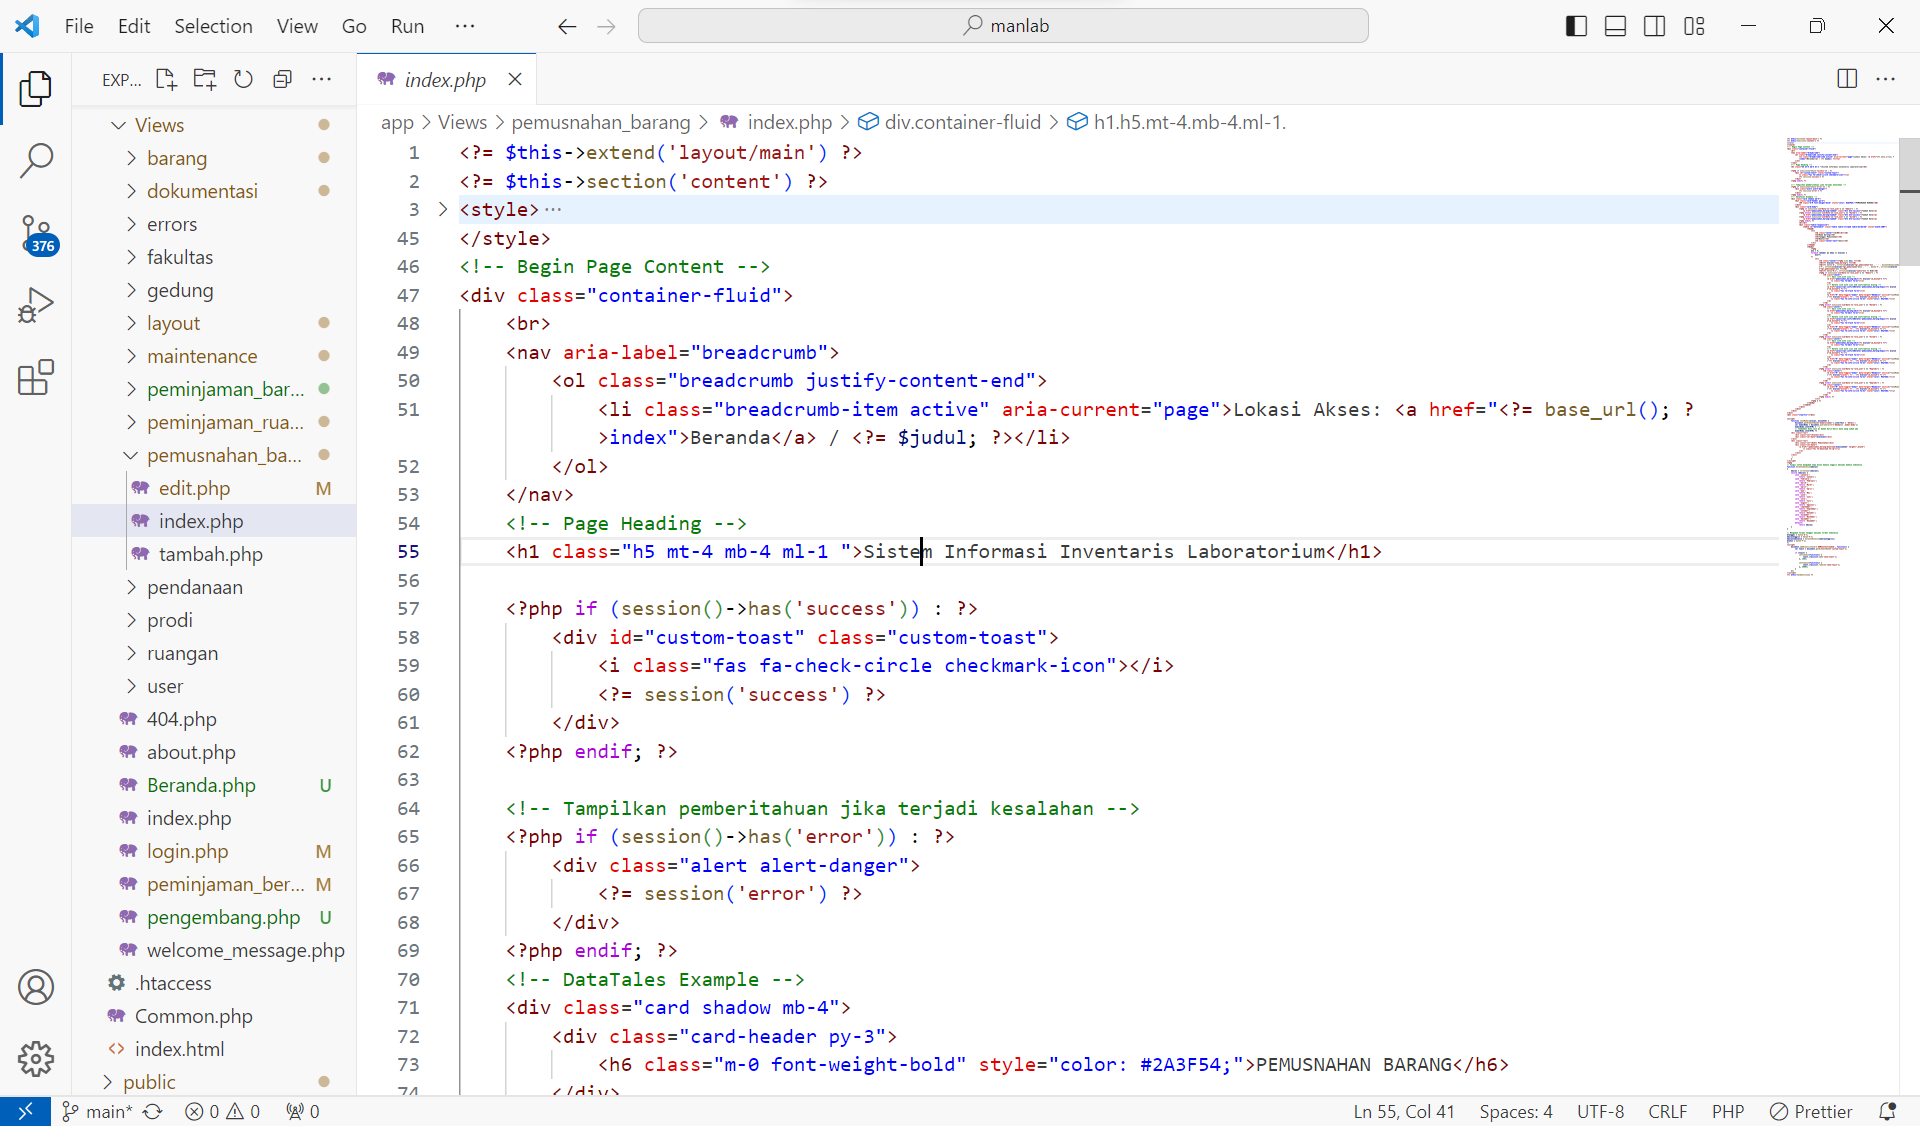 File Edit Selection View Go Run ···
manlab
EXP...
Views
barang
dokumentasi
errors
fakultas
gedung
layout
maintenance
peminjaman_bar...
peminjaman_rua...
pemusnahan_ba...
edit.php M
index.php
tambah.php
pendanaan
prodi
ruangan
user
404.php
about.php
Beranda.php U
index.php
login.php M
peminjaman_ber... M
pengembang.php U
welcome_message.php
.htaccess
Common.php
index.html
public
376
index.php
app > Views > pemusnahan_barang > index.php > div.container-fluid > h1.h5.mt-4.mb-4.ml-1.
1 <?= $this->extend('layout/main') ?>
2 <?= $this->section('content') ?>
3 <style>···
45 </style>
46 <!-- Begin Page Content -->
47 <div class="container-fluid">
48 <br>
49 <nav aria-label="breadcrumb">
50 <ol class="breadcrumb justify-content-end">
51 <li class="breadcrumb-item active" aria-current="page">Lokasi Akses: <a href="<?= base_url(); ?
>index">Beranda</a> / <?= $judul; ?></li>
52 </ol>
53 </nav>
54 <!-- Page Heading -->
55 <h1 class="h5 mt-4 mb-4 ml-1 ">Sistem Informasi Inventaris Laboratorium</h1>
56
57 <?php if (session()->has('success')) : ?>
58 <div id="custom-toast" class="custom-toast">
59 <i class="fas fa-check-circle checkmark-icon"></i>
60 <?= session('success') ?>
61 </div>
62 <?php endif; ?>
63
64 <!-- Tampilkan pemberitahuan jika terjadi kesalahan -->
65 <?php if (session()->has('error')) : ?>
66 <div class="alert alert-danger">
67 <?= session('error') ?>
68 </div>
69 <?php endif; ?>
70 <!-- DataTales Example -->
71 <div class="card shadow mb-4">
72 <div class="card-header py-3">
73 <h6 class="m-0 font-weight-bold" style="color: #2A3F54;">PEMUSNAHAN BARANG</h6>
74 </div>
main* 0 0 0
Ln 55, Col 41 Spaces: 4 UTF-8 CRLF PHP Prettier